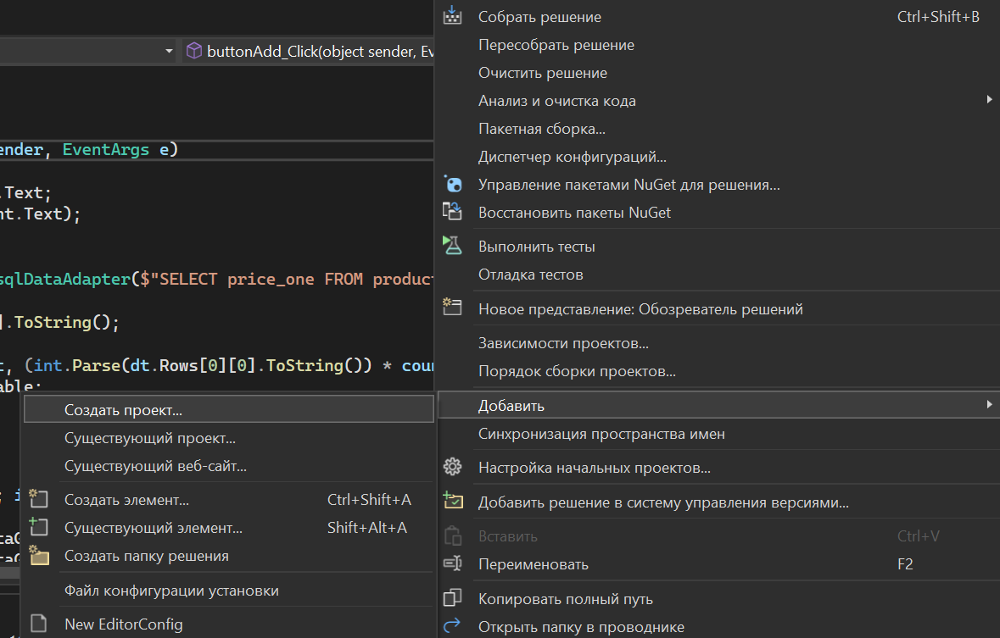 buttonAdd_Click(object sender, Ev
ender, EventArgs e)
.Text;
nt.Text);
sqlDataAdapter($"SELECT price_one FROM product
].ToString();
t, (int.Parse(dt.Rows[0][0].ToString()) * cou
able;
; i
taG
taG
Собрать решение Ctrl+Shift+B
Пересобрать решение
Очистить решение
Анализ и очистка кода
Пакетная сборка...
Диспетчер конфигураций...
Управление пакетами NuGet для решения...
Восстановить пакеты NuGet
Выполнить тесты
Отладка тестов
Новое представление: Обозреватель решений
Зависимости проектов...
Порядок сборки проектов...
Добавить
Синхронизация пространства имен
Настройка начальных проектов...
Добавить решение в систему управления версиями...
Вставить Ctrl+V
Переименовать F2
Копировать полный путь
Открыть папку в проводнике
Создать проект...
Существующий проект...
Существующий веб-сайт...
Создать элемент... Ctrl+Shift+A
Существующий элемент... Shift+Alt+A
Создать папку решения
Файл конфигурации установки
New EditorConfig